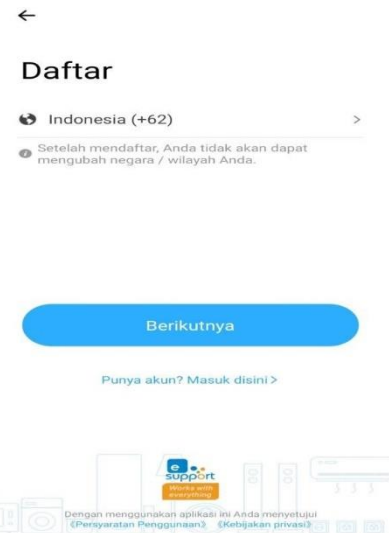 Daftar
Indonesia (+62)
Setelah mendaftar, Anda tidak akan dapat
mengubah negara / wilayah Anda.
Berikutnya
Punya akun? Masuk disini >
e
support
Works with
everything
Dengan menggunakan aplikasi ini Anda menyetujui
《Persyaratan Penggunaan》 《Kebijakan privasi》